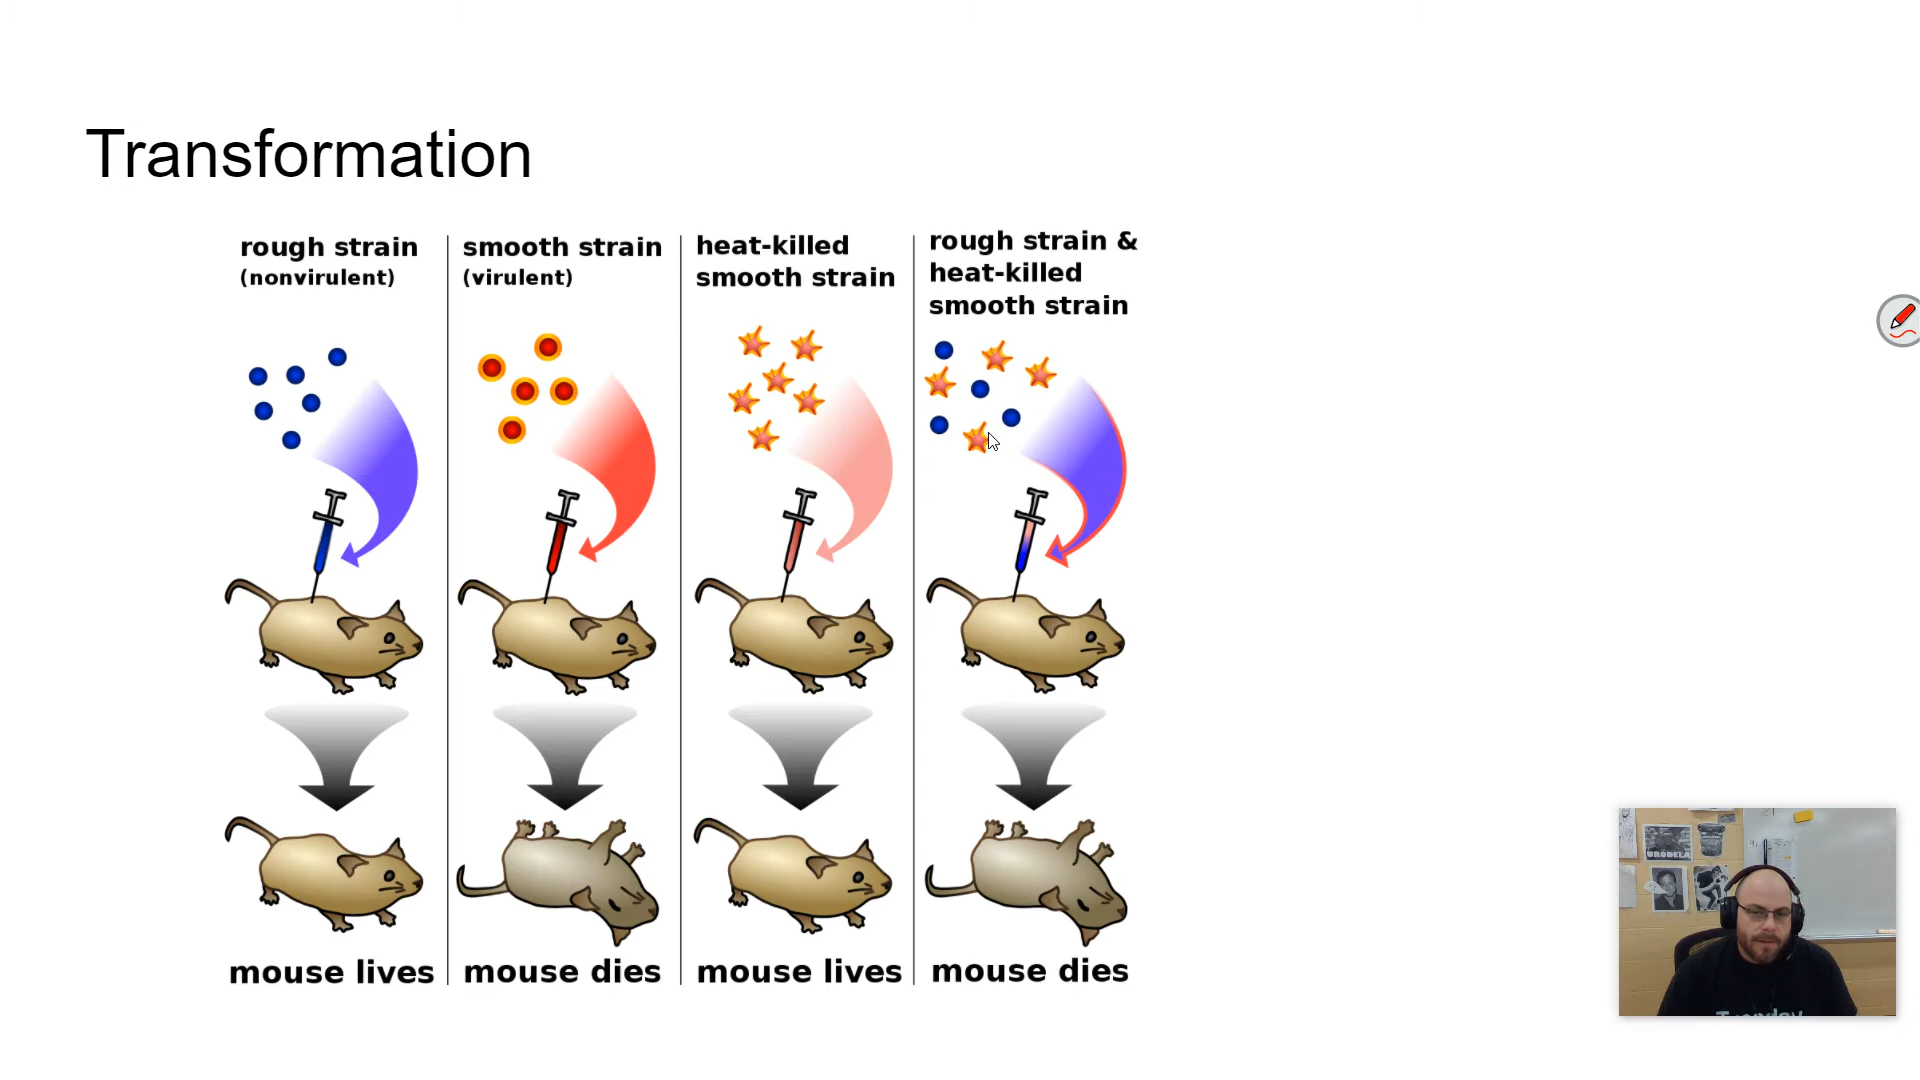 Transformation
rough strain
(nonvirulent)
smooth strain
(virulent)
heat-killed
smooth strain
rough strain &
heat-killed
smooth strain
mouse lives
mouse dies
mouse lives
mouse dies
URODELA